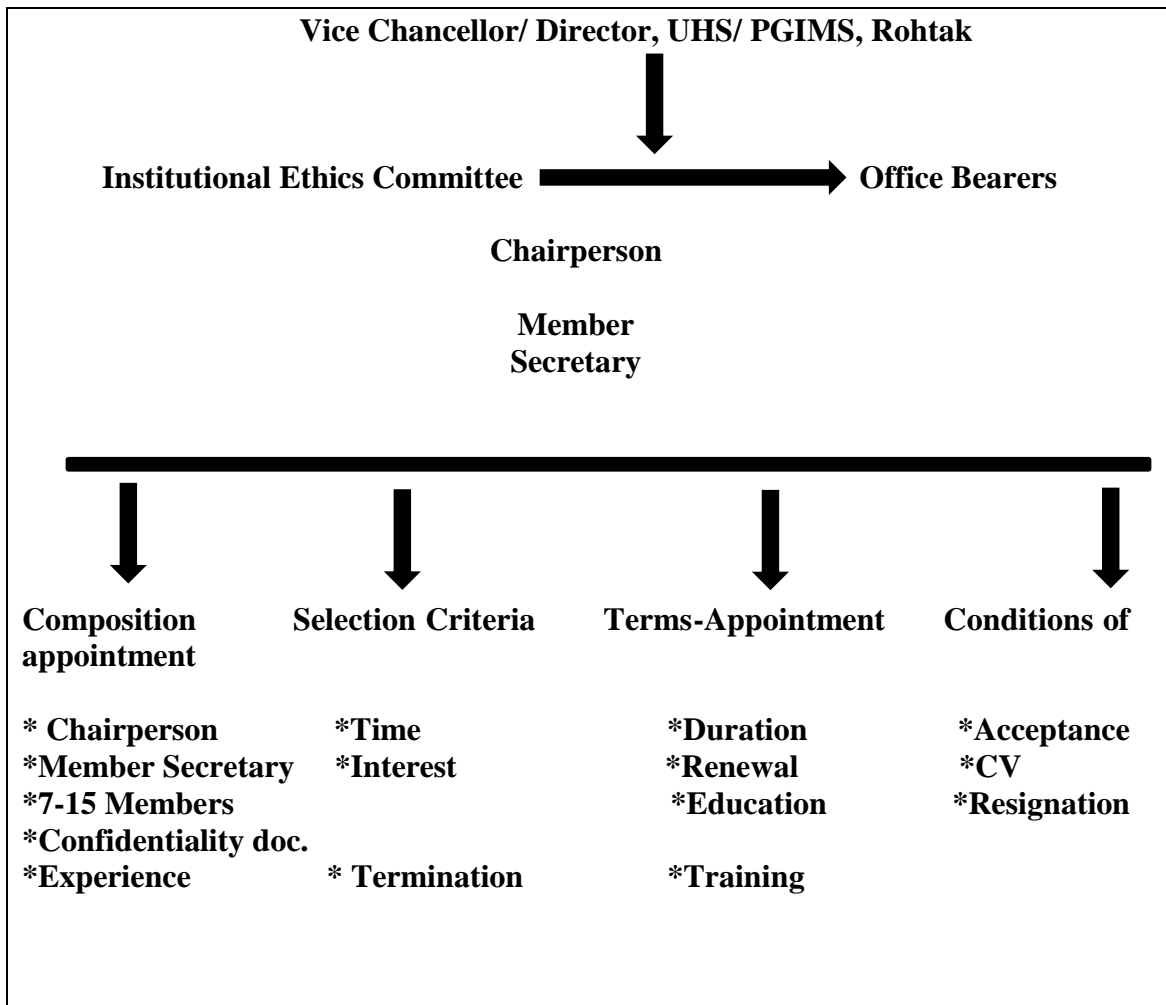 Vice Chancellor/ Director, UHS/ PGIMS, Rohtak
Institutional Ethics Committee Office Bearers
Chairperson
Member
Secretary
Composition Selection Criteria Terms-Appointment Conditions of
appointment
* Chairperson *Time *Duration *Acceptance
*Member Secretary *Interest *Renewal *CV
*7-15 Members *Education *Resignation
*Confidentiality doc.
*Experience * Termination *Training